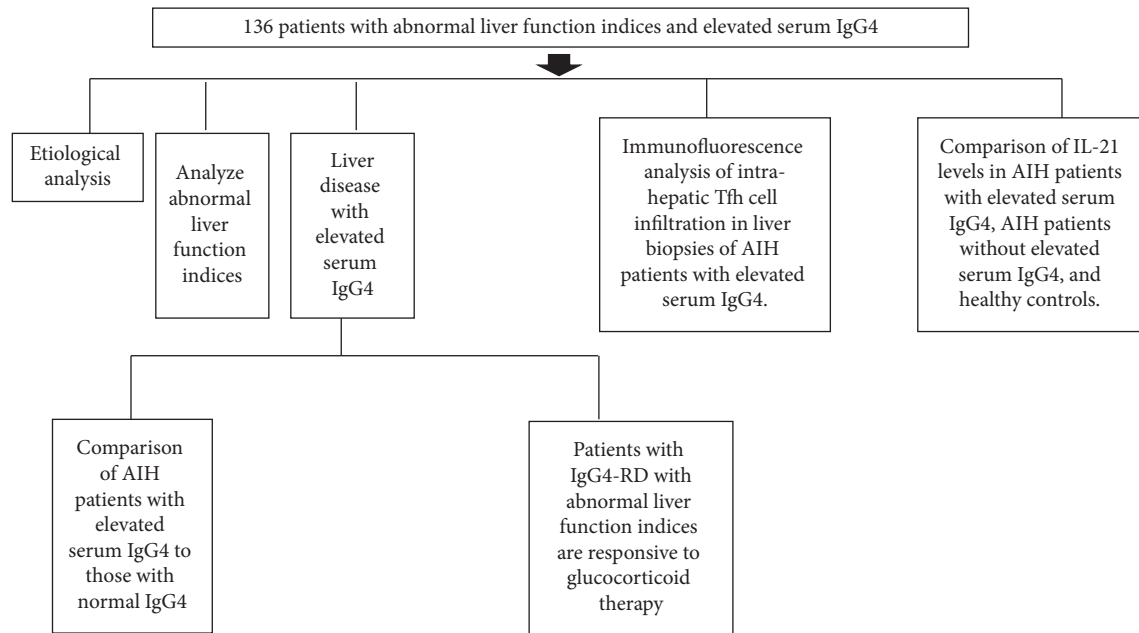 136 patients with abnormal liver function indices and elevated serum IgG4
Etiological
analysis
Analyze
abnormal
liver
function
indices
Liver
disease
with
elevated
serum
IgG4
Immunofluorescence
analysis of intra-
hepatic Tfh cell
infiltration in liver
biopsies of AIH
patients with elevated
serum IgG4.
Comparison of IL-21
levels in AIH patients
with elevated serum
IgG4, AIH patients
without elevated
serum IgG4, and
healthy controls.
Comparison
of AIH
patients with
elevated
serum IgG4 to
those with
normal IgG4
Patients with
IgG4-RD with
abnormal liver
function indices
are responsive to
glucocorticoid
therapy